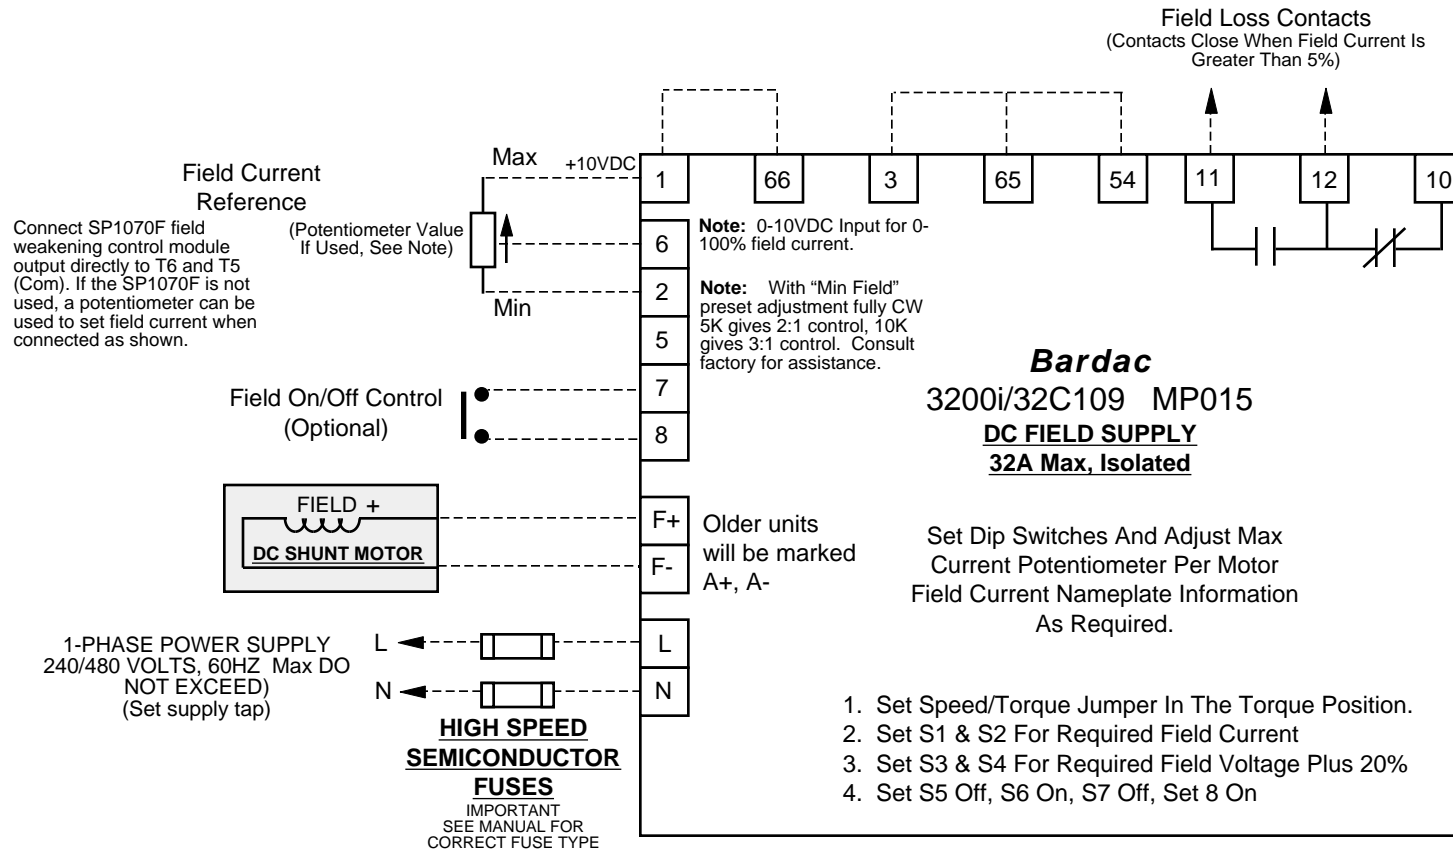 Field Loss Contacts
(Contacts Close When Field Current Is
Greater Than 5%)
Max
+10VDC
1
66
3
65
54
11
12
10
Field Current
Reference
(Potentiometer Value
If Used, See Note)
Connect SP1070F field
weakening control module
output directly to T6 and T5
(Com). If the SP1070F is not
used, a potentiometer can be
used to set field current when
connected as shown.
Min
6
2
5
7
8
Note: 0-10VDC Input for 0-
100% field current.
Note: With “Min Field”
preset adjustment fully CW
5K gives 2:1 control, 10K
gives 3:1 control. Consult
factory for assistance.
Field On/Off Control
(Optional)
Bardac
3200i/32C109 MP015
DC FIELD SUPPLY
32A Max, Isolated
FIELD +
DC SHUNT MOTOR
F+
F-
Older units
will be marked
A+, A-
Set Dip Switches And Adjust Max
Current Potentiometer Per Motor
Field Current Nameplate Information
As Required.
1-PHASE POWER SUPPLY
240/480 VOLTS, 60HZ Max DO
NOT EXCEED)
(Set supply tap)
L
N
L
N
HIGH SPEED
SEMICONDUCTOR
FUSES
IMPORTANT
SEE MANUAL FOR
CORRECT FUSE TYPE
1. Set Speed/Torque Jumper In The Torque Position.
2. Set S1 & S2 For Required Field Current
3. Set S3 & S4 For Required Field Voltage Plus 20%
4. Set S5 Off, S6 On, S7 Off, Set 8 On